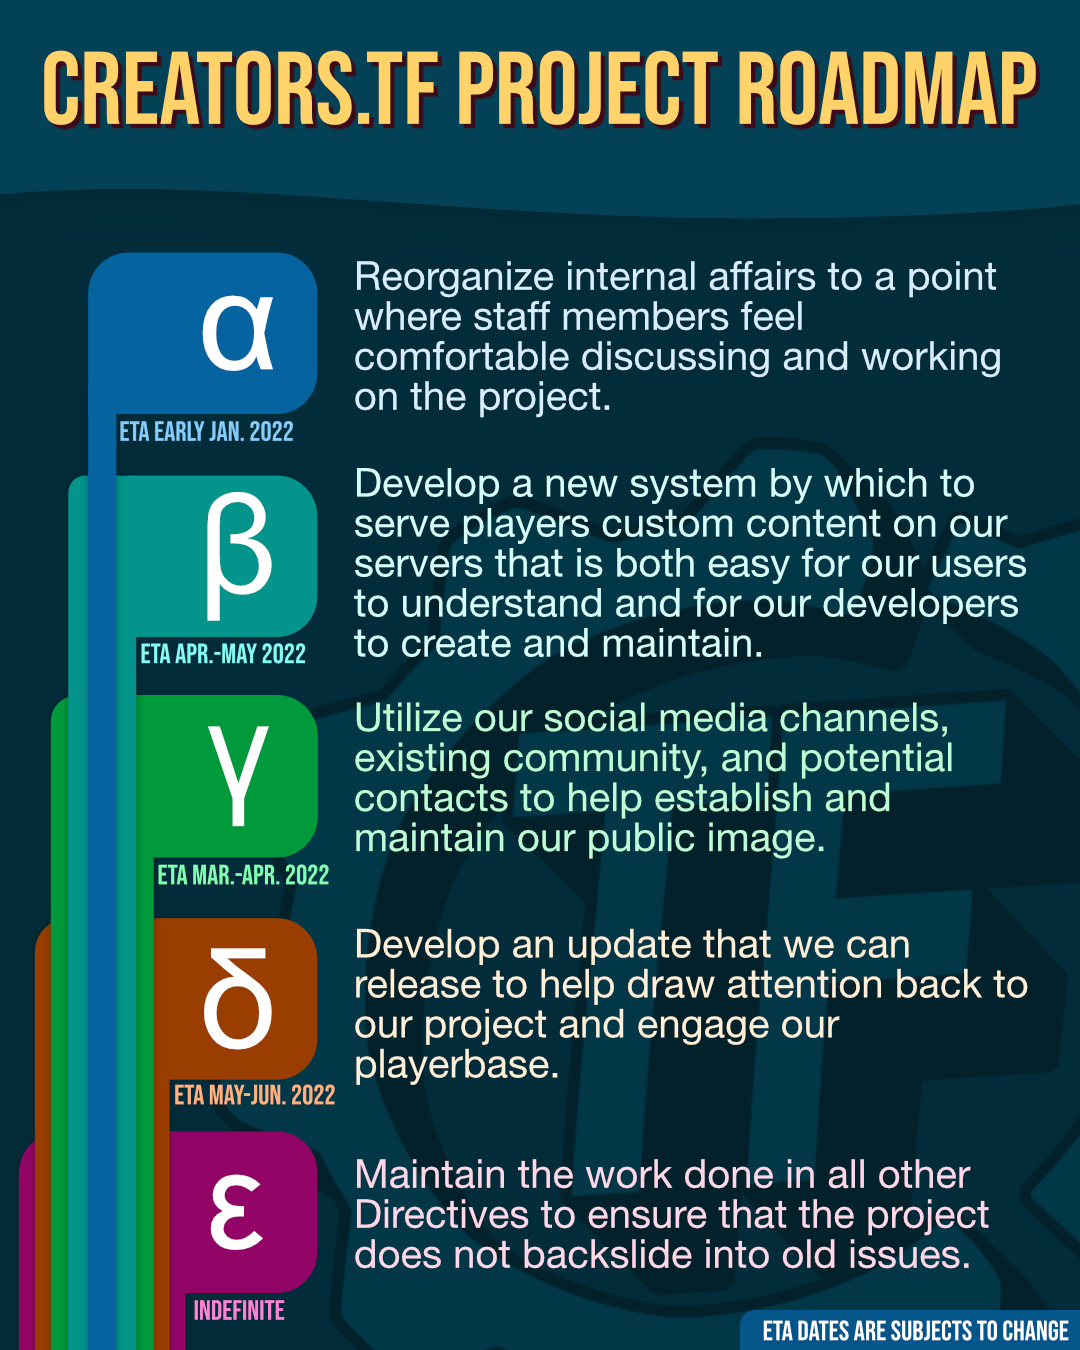 CREATORS.TF PROJECT ROADMAP
α
Reorganize internal affairs to a point
where staff members feel
comfortable discussing and working
on the project.
ETA EARLY JAN. 2022
β
Develop a new system by which to
serve players custom content on our
servers that is both easy for our users
to understand and for our developers
to create and maintain.
ETA APR.-MAY 2022
γ
Utilize our social media channels,
existing community, and potential
contacts to help establish and
maintain our public image.
ETA MAR.-APR. 2022
δ
Develop an update that we can
release to help draw attention back to
our project and engage our
playerbase.
ETA MAY-JUN. 2022
ε
Maintain the work done in all other
Directives to ensure that the project
does not backslide into old issues.
INDEFINITE
ETA DATES ARE SUBJECTS TO CHANGE